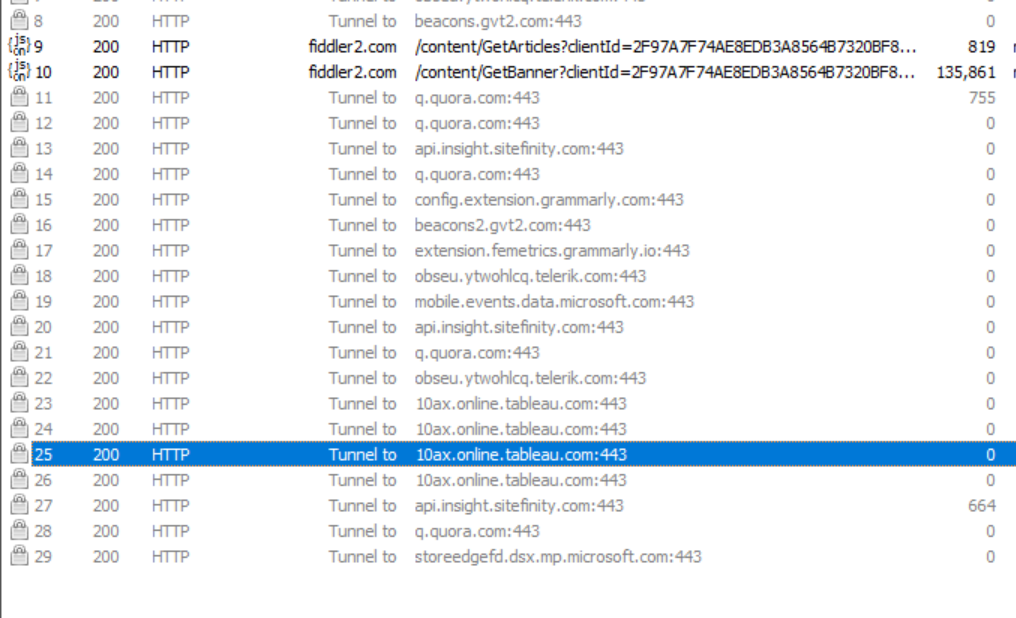 8 200 HTTP Tunnel to beacons.gvt2.com:443 0
{js on} 9 200 HTTP fiddler2.com /content/GetArticles?clientId=2F97A7F74AE8EDB3A8564B7320BF8... 819
{js on} 10 200 HTTP fiddler2.com /content/GetBanner?clientId=2F97A7F74AE8EDB3A8564B7320BF8... 135,861
11 200 HTTP Tunnel to q.quora.com:443 755
12 200 HTTP Tunnel to q.quora.com:443 0
13 200 HTTP Tunnel to api.insight.sitefinity.com:443 0
14 200 HTTP Tunnel to q.quora.com:443 0
15 200 HTTP Tunnel to config.extension.grammarly.com:443 0
16 200 HTTP Tunnel to beacons2.gvt2.com:443 0
17 200 HTTP Tunnel to extension.femetrics.grammarly.io:443 0
18 200 HTTP Tunnel to obseu.ytwohlcq.telerik.com:443 0
19 200 HTTP Tunnel to mobile.events.data.microsoft.com:443 0
20 200 HTTP Tunnel to api.insight.sitefinity.com:443 0
21 200 HTTP Tunnel to q.quora.com:443 0
22 200 HTTP Tunnel to obseu.ytwohlcq.telerik.com:443 0
23 200 HTTP Tunnel to 10ax.online.tableau.com:443 0
24 200 HTTP Tunnel to 10ax.online.tableau.com:443 0
25 200 HTTP Tunnel to 10ax.online.tableau.com:443 0
26 200 HTTP Tunnel to 10ax.online.tableau.com:443 0
27 200 HTTP Tunnel to api.insight.sitefinity.com:443 664
28 200 HTTP Tunnel to q.quora.com:443 0
29 200 HTTP Tunnel to storeedgefd.dsx.mp.microsoft.com:443 0